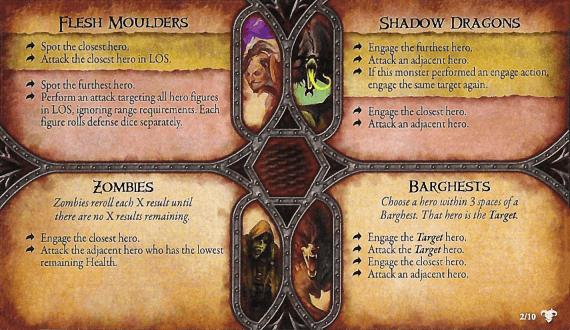 FLESH MOULDERS
Spot the closest hero.
Attack the closest hero in LOS.
Spot the furthest hero.
Perform an attack targeting all hero figures
in LOS, ignoring range requirements. Each
figure rolls defense dice separately.
SHADOW DRAGONS
Engage the furthest hero.
Attack an adjacent hero.
If this monster performed an engage action,
engage the same target again.
Engage the closest hero.
Attack an adjacent hero.
ZOMBIES
Zombies reroll each X result until
there are no X results remaining.
Engage the closest hero.
Attack the adjacent hero who has the lowest
remaining Health.
BARGHESTS
Choose a hero within 3 spaces of a
Barghest. That hero is the Target.
Engage the Target hero.
Attack the Target hero.
Engage the closest hero.
Attack an adjacent hero.
2/10